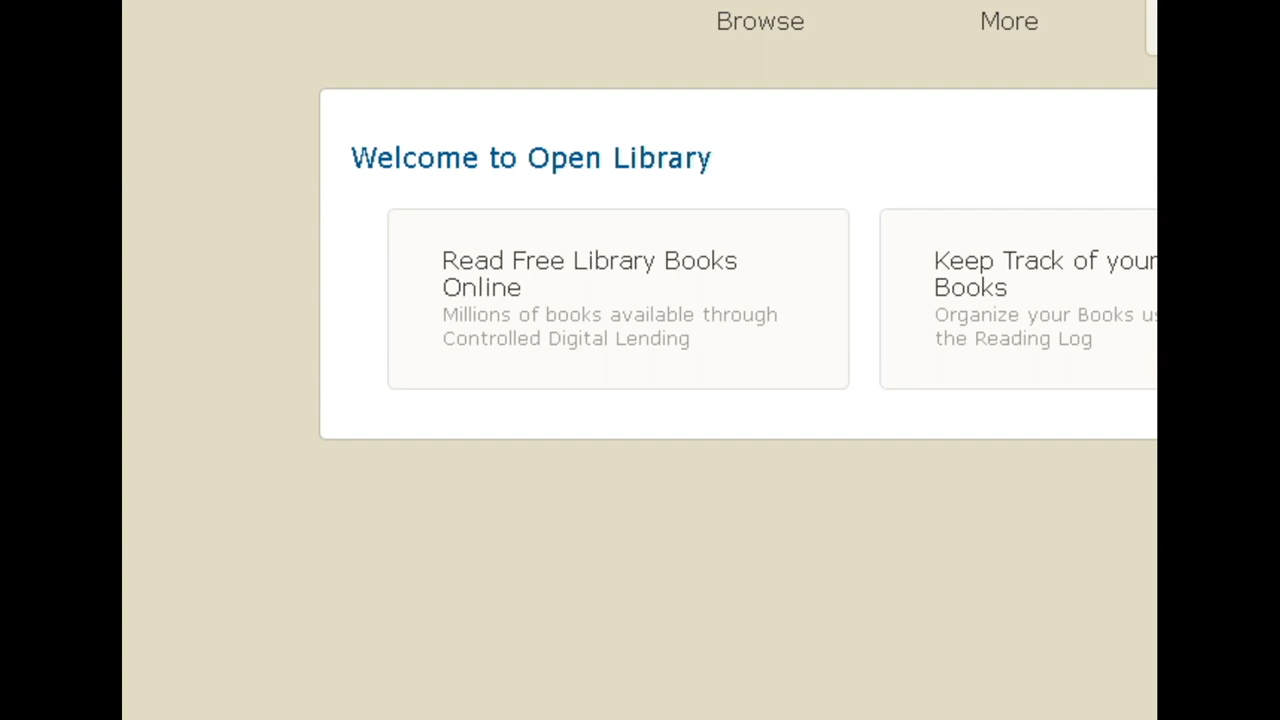 Browse
More
Welcome to Open Library
Read Free Library Books
Online
Millions of books available through
Controlled Digital Lending
Keep Track of your
Books
Organize your Books
the Reading Log